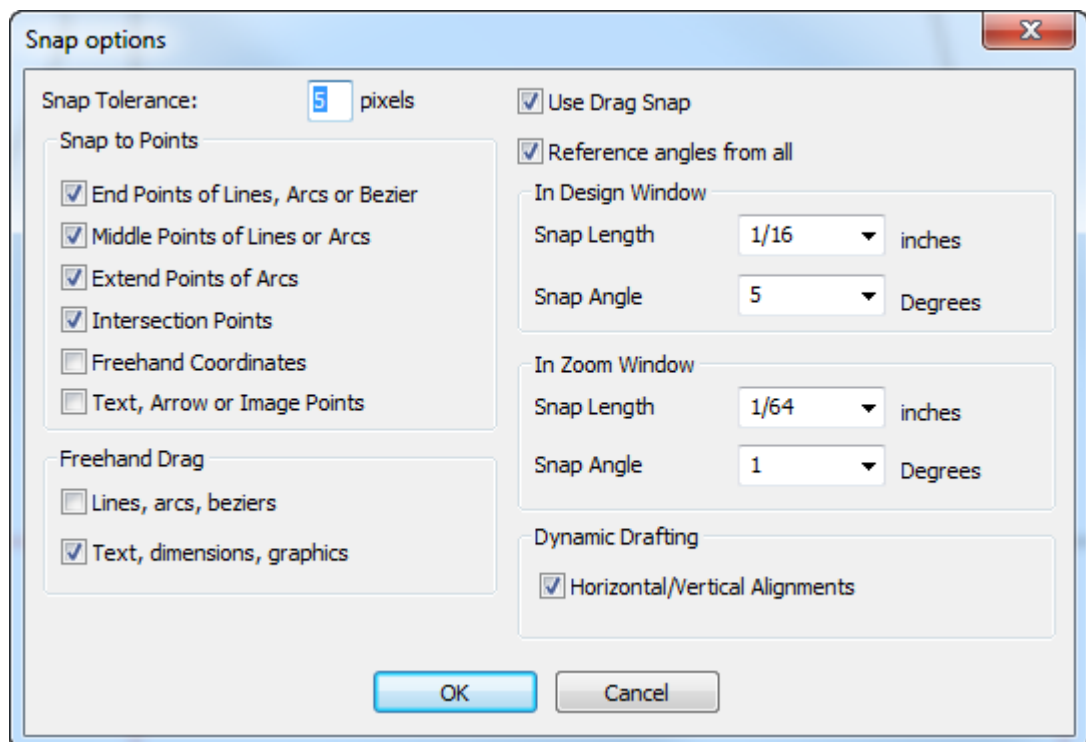 Snap options
Snap Tolerance: 5 pixels
Snap to Points
End Points of Lines, Arcs or Bezier
Middle Points of Lines or Arcs
Extend Points of Arcs
Intersection Points
Freehand Coordinates
Text, Arrow or Image Points
Freehand Drag
Lines, arcs, beziers
Text, dimensions, graphics
Use Drag Snap
Reference angles from all
In Design Window
Snap Length 1/16 inches
Snap Angle 5 Degrees
In Zoom Window
Snap Length 1/64 inches
Snap Angle 1 Degrees
Dynamic Drafting
Horizontal/Vertical Alignments
OK Cancel